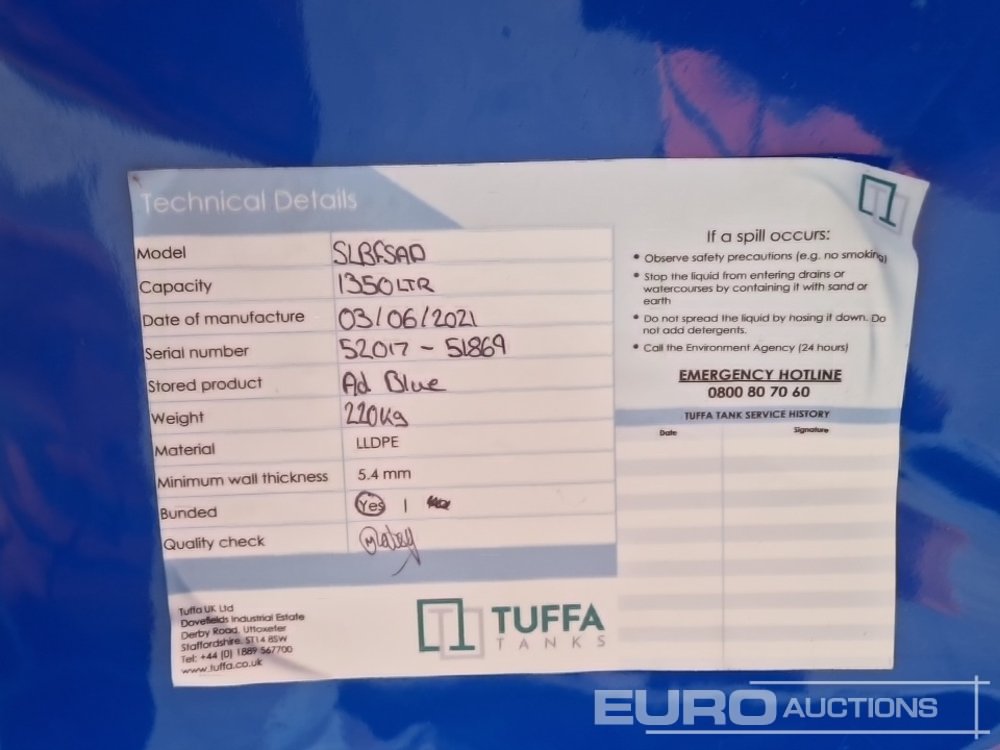 Technical Details
Model SLBFSAD
Capacity 1350LTR
Date of manufacture 03/06/2021
Serial number 52017 - 51869
Stored product Ad Blue
Weight 220kg
Material LLDPE
Minimum wall thickness 5.4 mm
Bunded Yes |
Quality check
Tuffa UK Ltd
Dovefields Industrial Estate
Derby Road, Uttoxeter
Staffordshire, ST14 8SW
Tel: +44 (0) 1889 567700
www.tuffa.co.uk
TUFFA
TANKS
If a spill occurs:
• Observe safety precautions (e.g. no smoking)
• Stop the liquid from entering drains or
watercourses by containing it with sand or
earth
• Do not spread the liquid by hosing it down. Do
not add detergents.
• Call the Environment Agency (24 hours)
EMERGENCY HOTLINE
0800 80 70 60
TUFFA TANK SERVICE HISTORY
Date Signature
EURO AUCTIONS